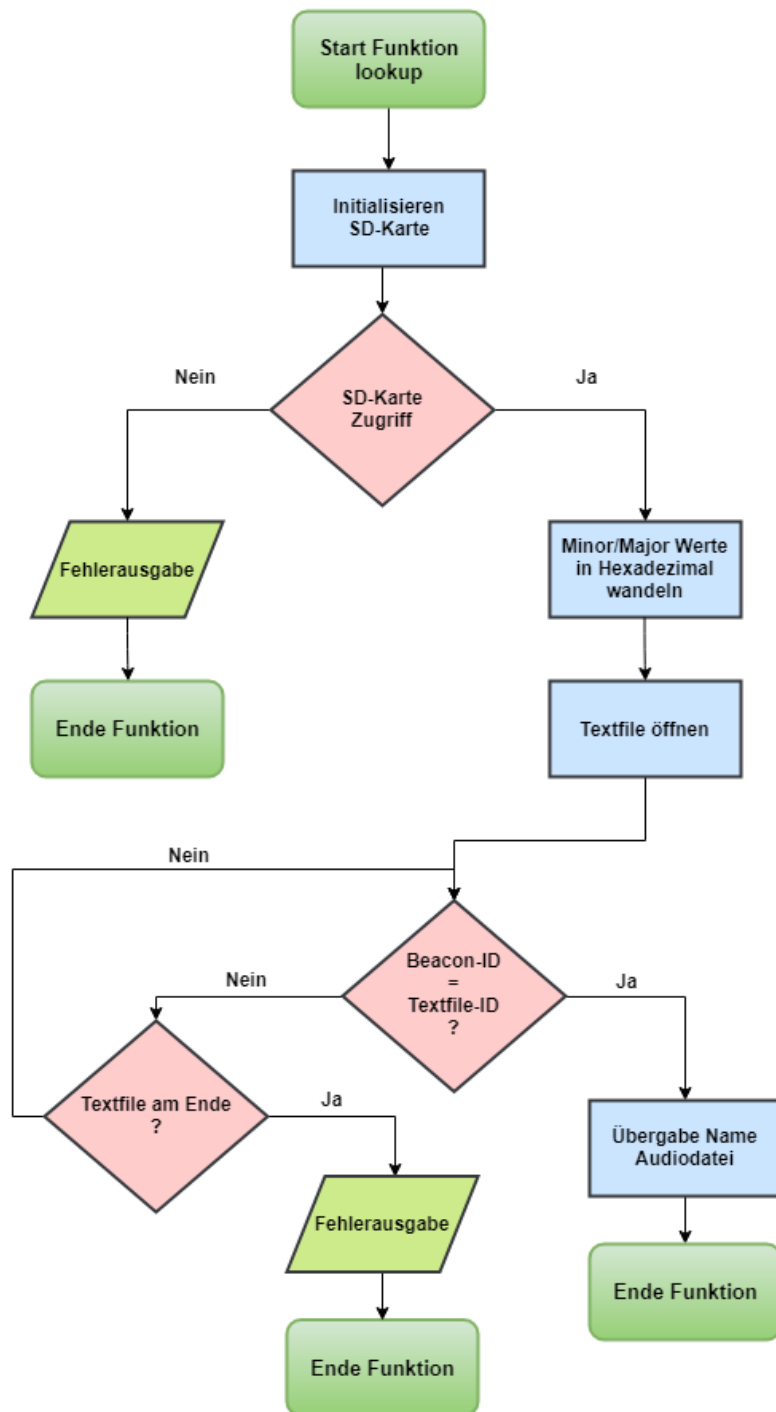 Start Funktion
lookup
Initialisieren
SD-Karte
Nein
Ja
SD-Karte
Zugriff
Fehlerausgabe
Minor/Major Werte
in Hexadezimal
wandeln
Ende Funktion
Textfile öffnen
Nein
Beacon-ID
=
Textfile-ID
?
Nein
Ja
Textfile am Ende
?
Ja
Übergabe Name
Audiodatei
Fehlerausgabe
Ende Funktion
Ende Funktion